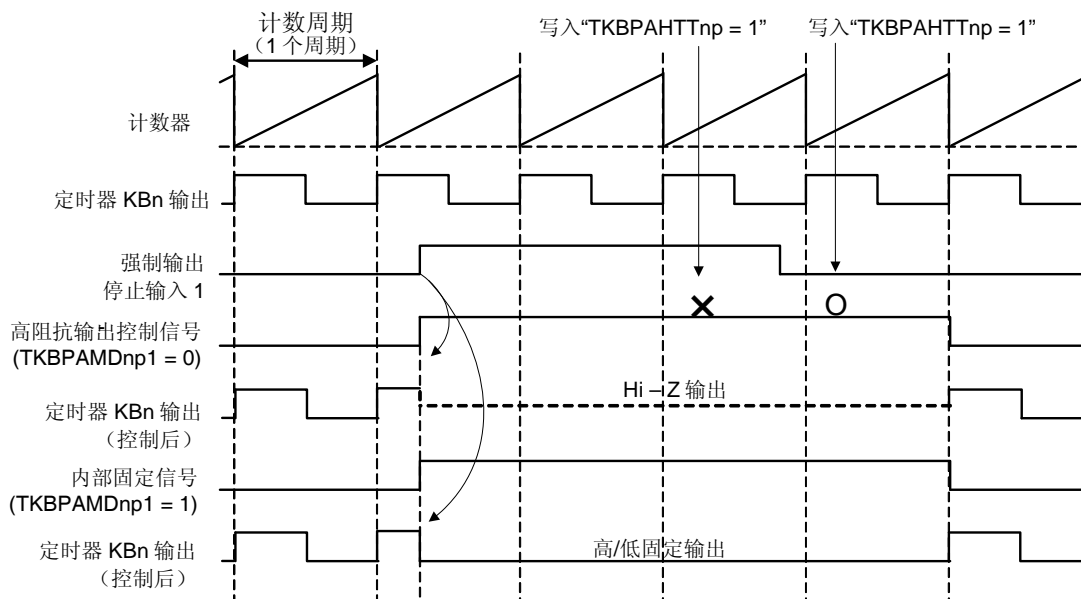 计数周期
（1 个周期）
写入“TKBPAHTTnp = 1”
写入“TKBPAHTTnp = 1”
计数器
定时器 KBn 输出
强制输出
停止输入 1
✕
O
高阻抗输出控制信号
(TKBPAMDnp1 = 0)
Hi – Z 输出
定时器 KBn 输出
（控制后）
内部固定信号
(TKBPAMDnp1 = 1)
定时器 KBn 输出
（控制后）
高/低固定输出